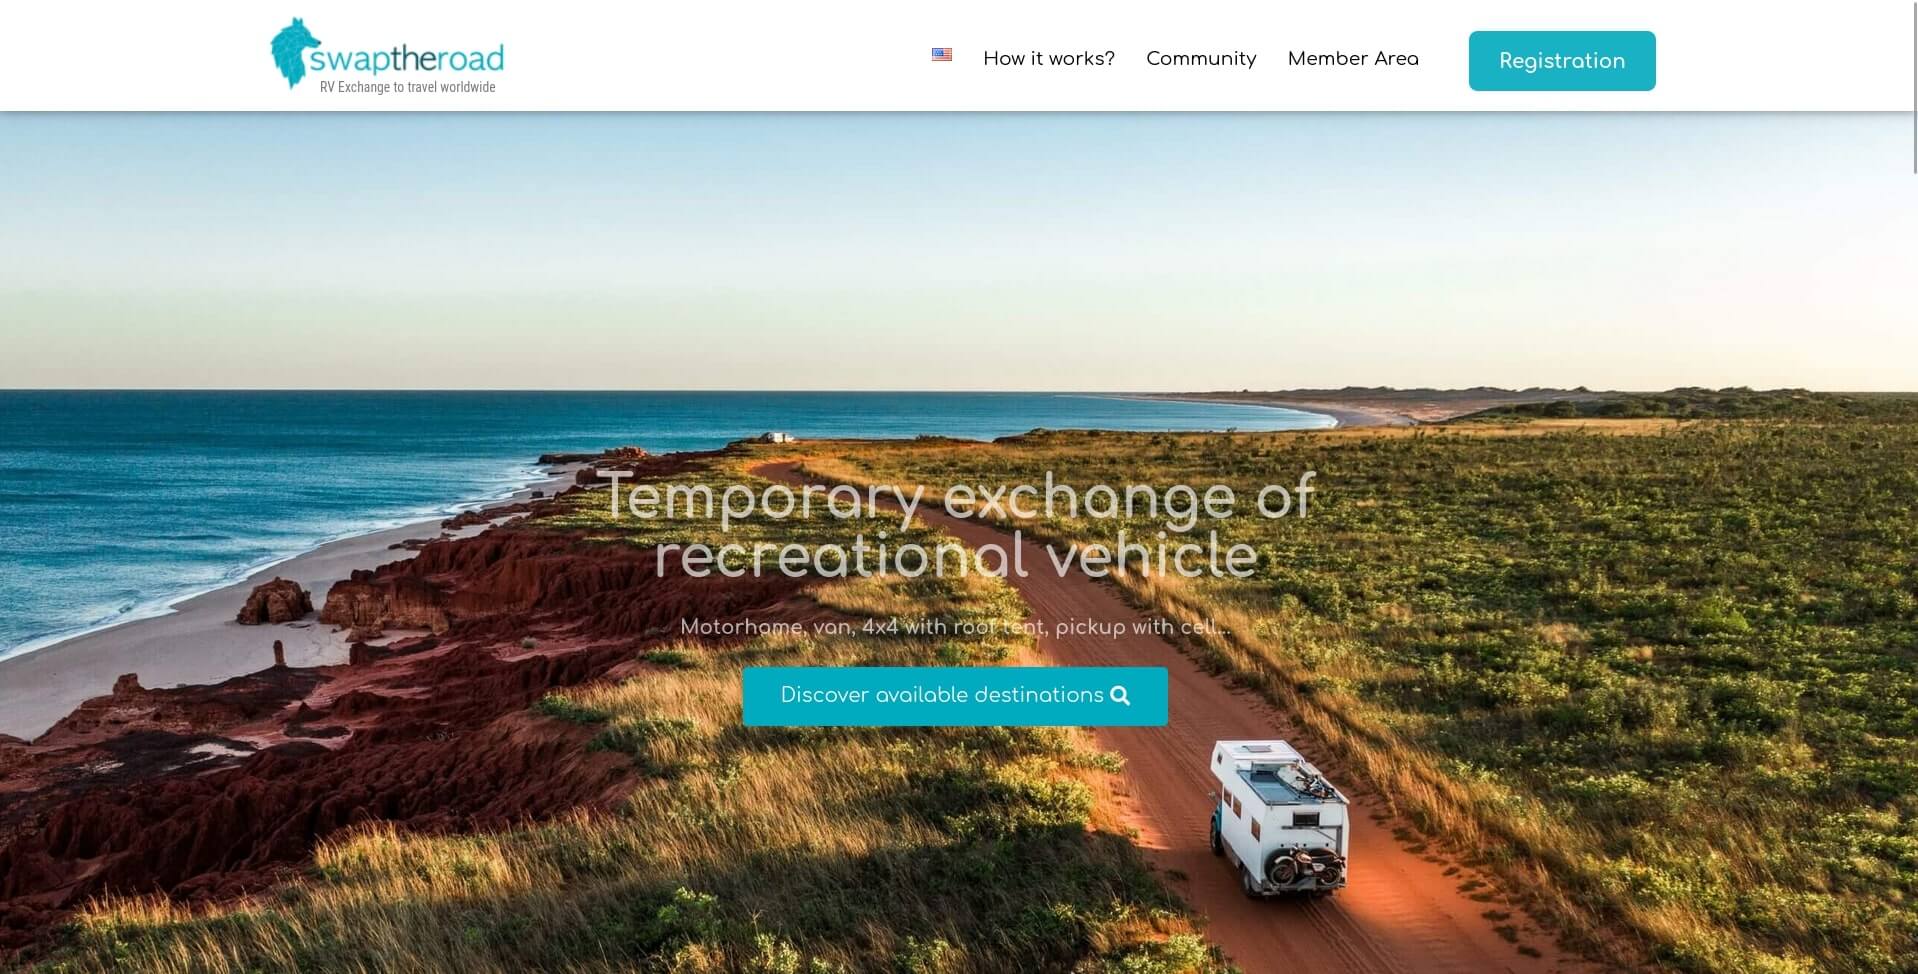 swaptheroad
RV Exchange to travel worldwide
How it works?
Community
Member Area
Registration
Temporary exchange of
recreational vehicle
Motorhome, van, 4x4 with roof tent, pickup with cell...
Discover available destinations